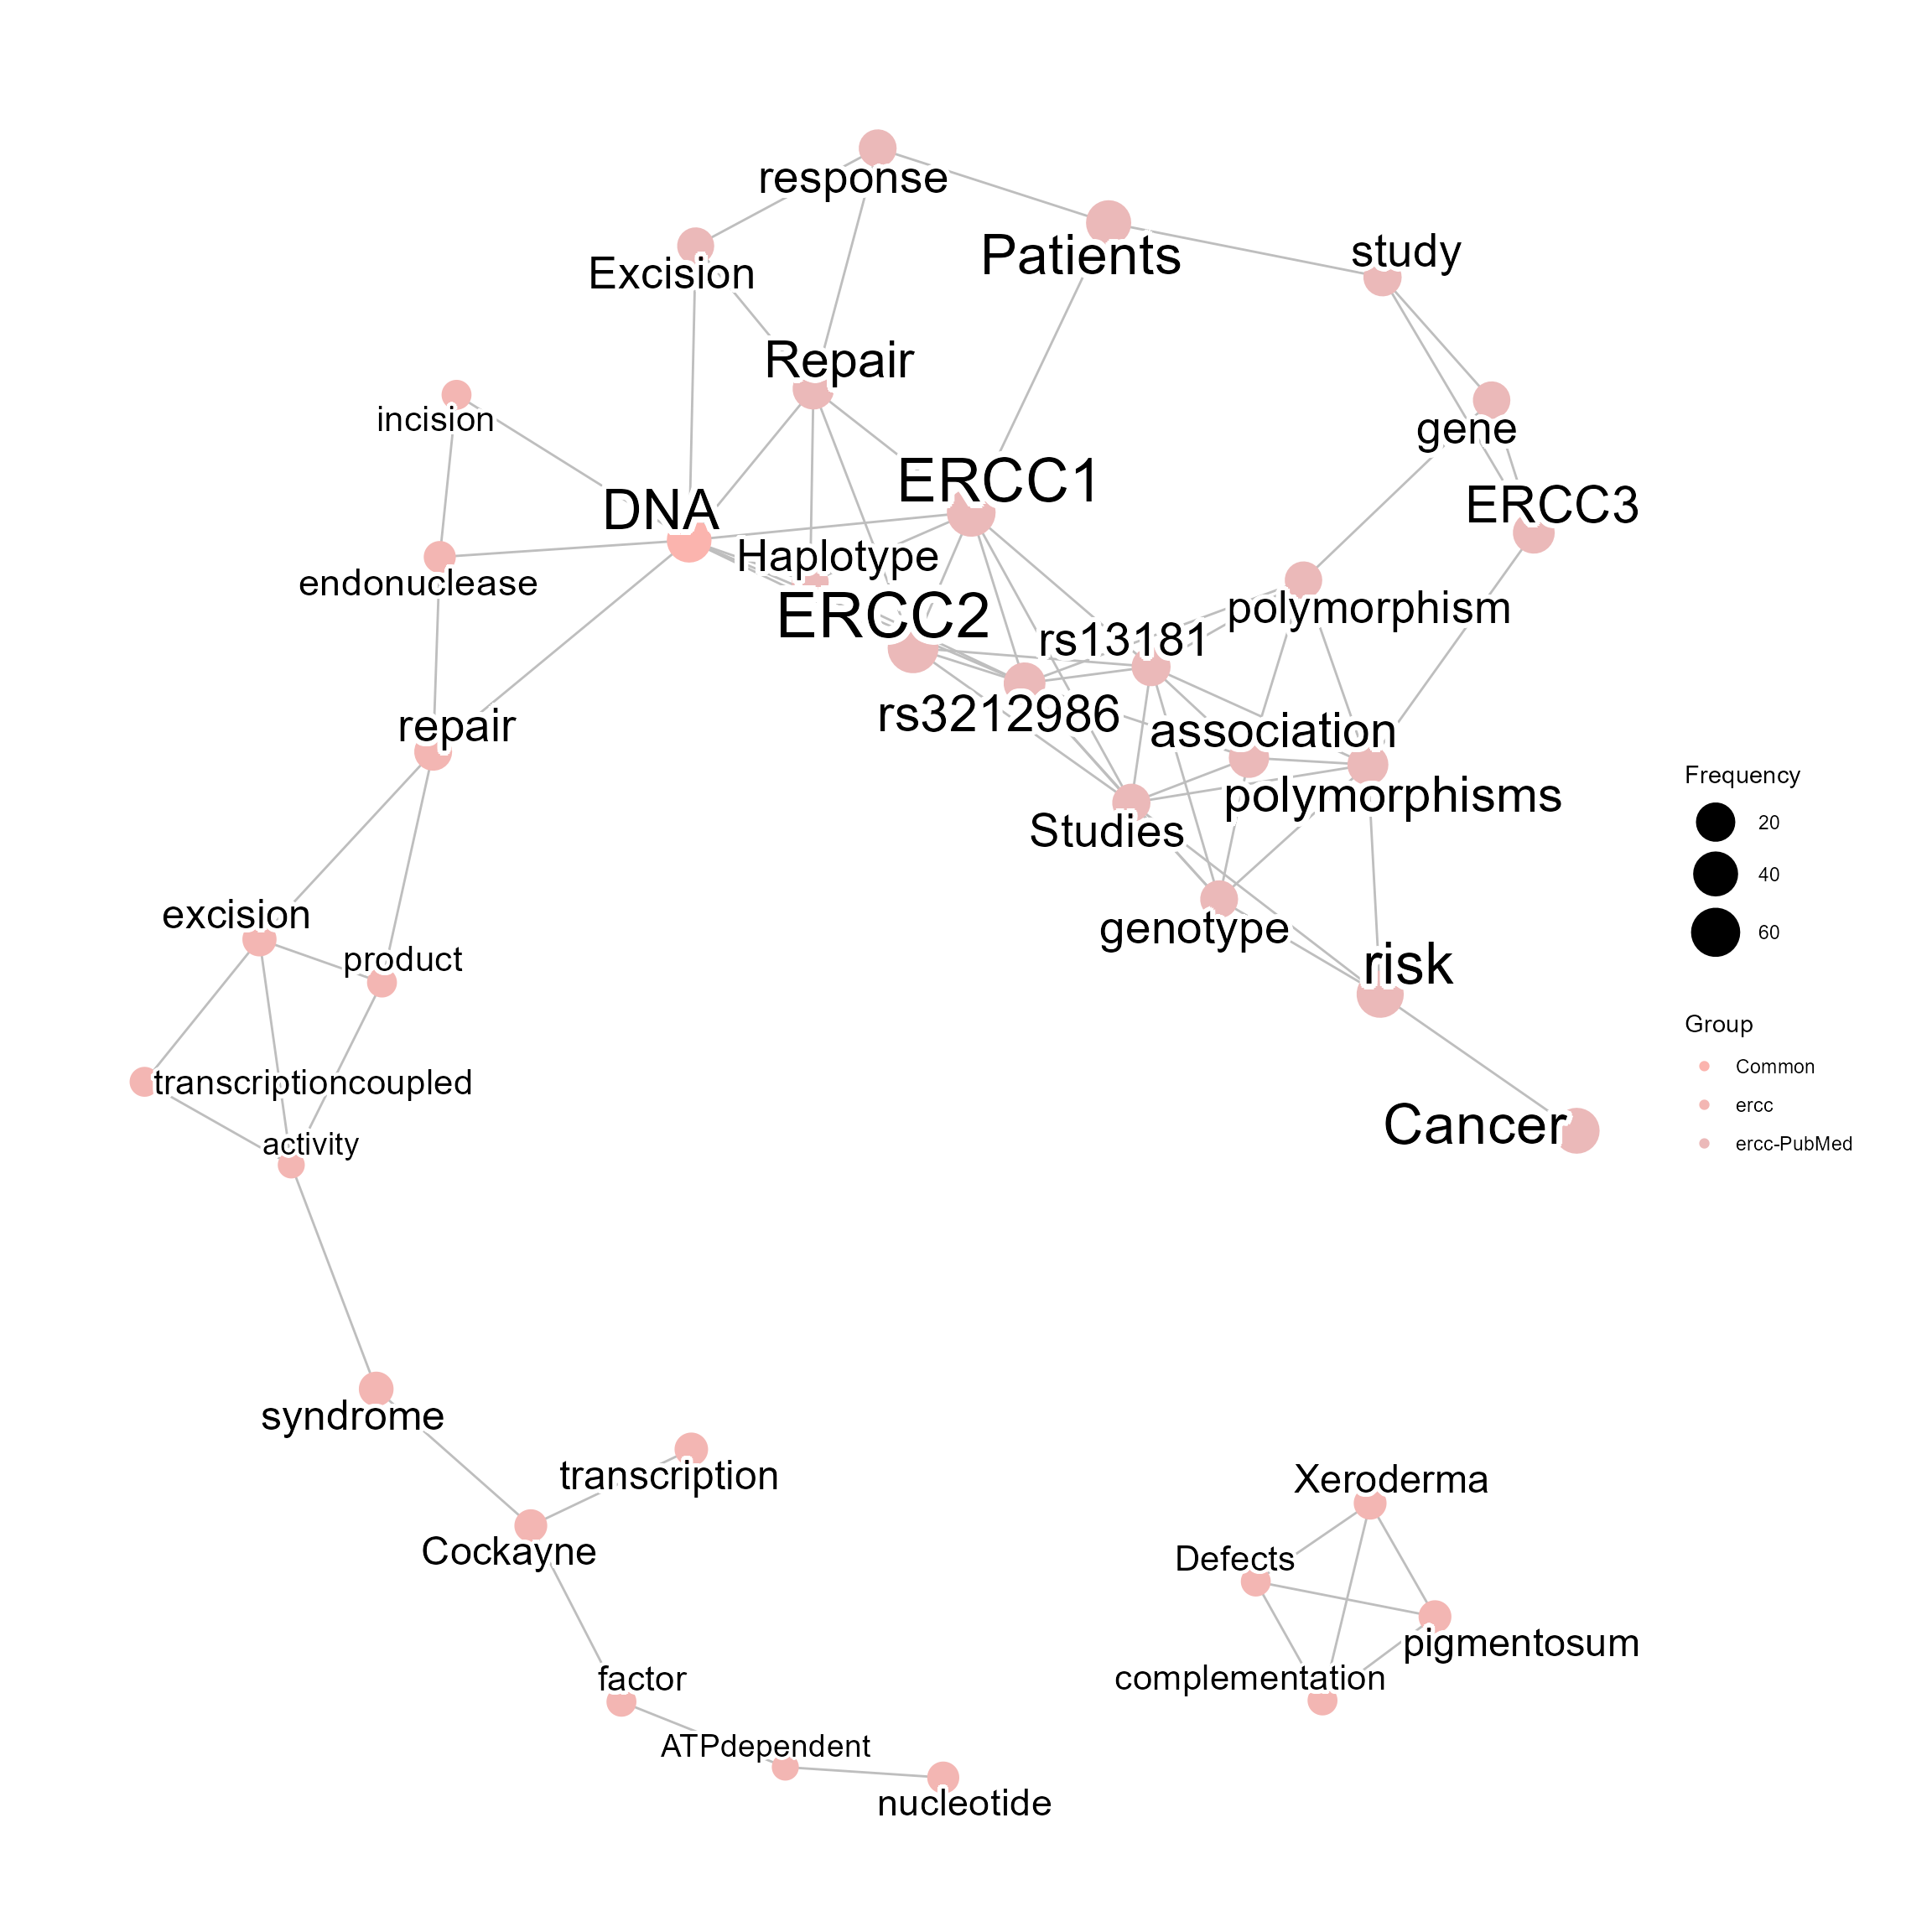 response
Patients
study
Excision
Repair
incision
gene
ERCC1
DNA
ERCC3
Haplotype
endonuclease
ERCC2
polymorphism
rs13181
rs3212986
repair
association
polymorphisms
Studies
excision
genotype
product
risk
transcriptioncoupled
activity
Cancer
Frequency
20
40
60
Group
Common
ercc
ercc-PubMed
syndrome
transcription
Xeroderma
Cockayne
Defects
pigmentosum
factor
complementation
ATPdependent
nucleotide